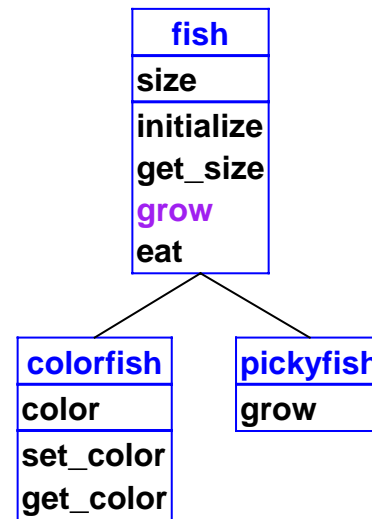 fish
size
initialize
get_size
grow
eat
colorfish
color
set_color
get_color
pickyfish
grow